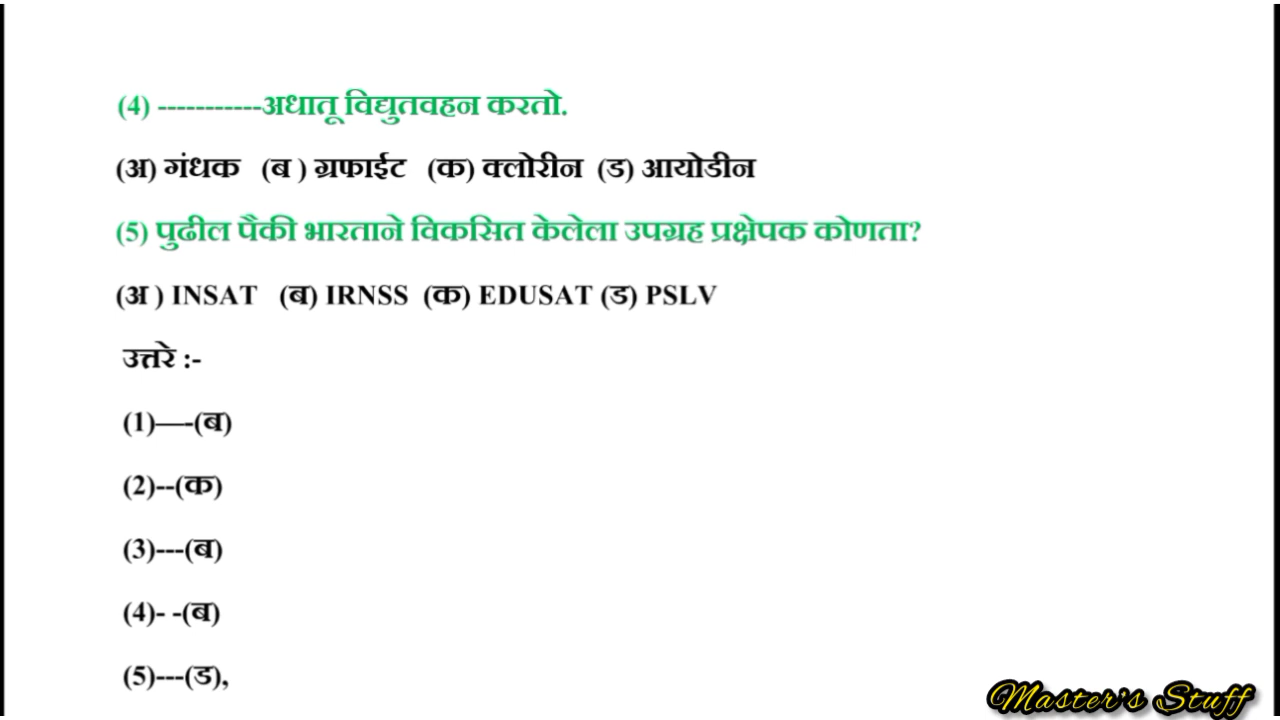 (4) -----------अधातू विद्युतवहन करतो.
(अ) गंधक (ब ) ग्रफाईट (क) क्लोरीन (ड) आयोडीन
(5) पुढील पैकी भारताने विकसित केलेला उपग्रह प्रक्षेपक कोणता?
(अ ) INSAT (ब) IRNSS (क) EDUSAT (ड) PSLV
उत्तरे :-
(1)—-(ब)
(2)--(क)
(3)---(ब)
(4)- -(ब)
(5)---(ड),
Master's Stuff